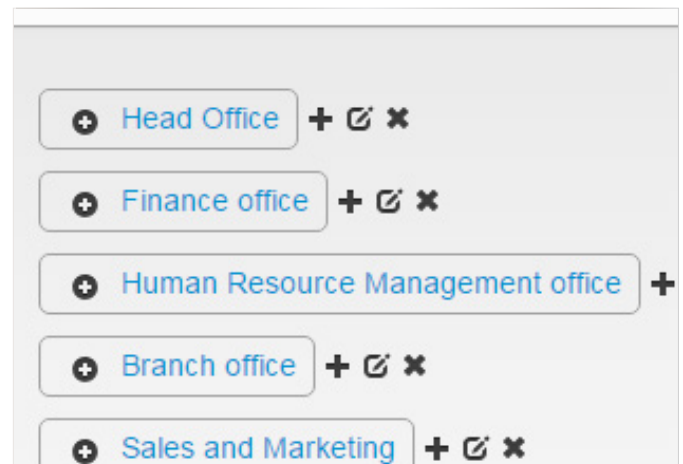 Head Office
Finance office
Human Resource Management office
Branch office
Sales and Marketing